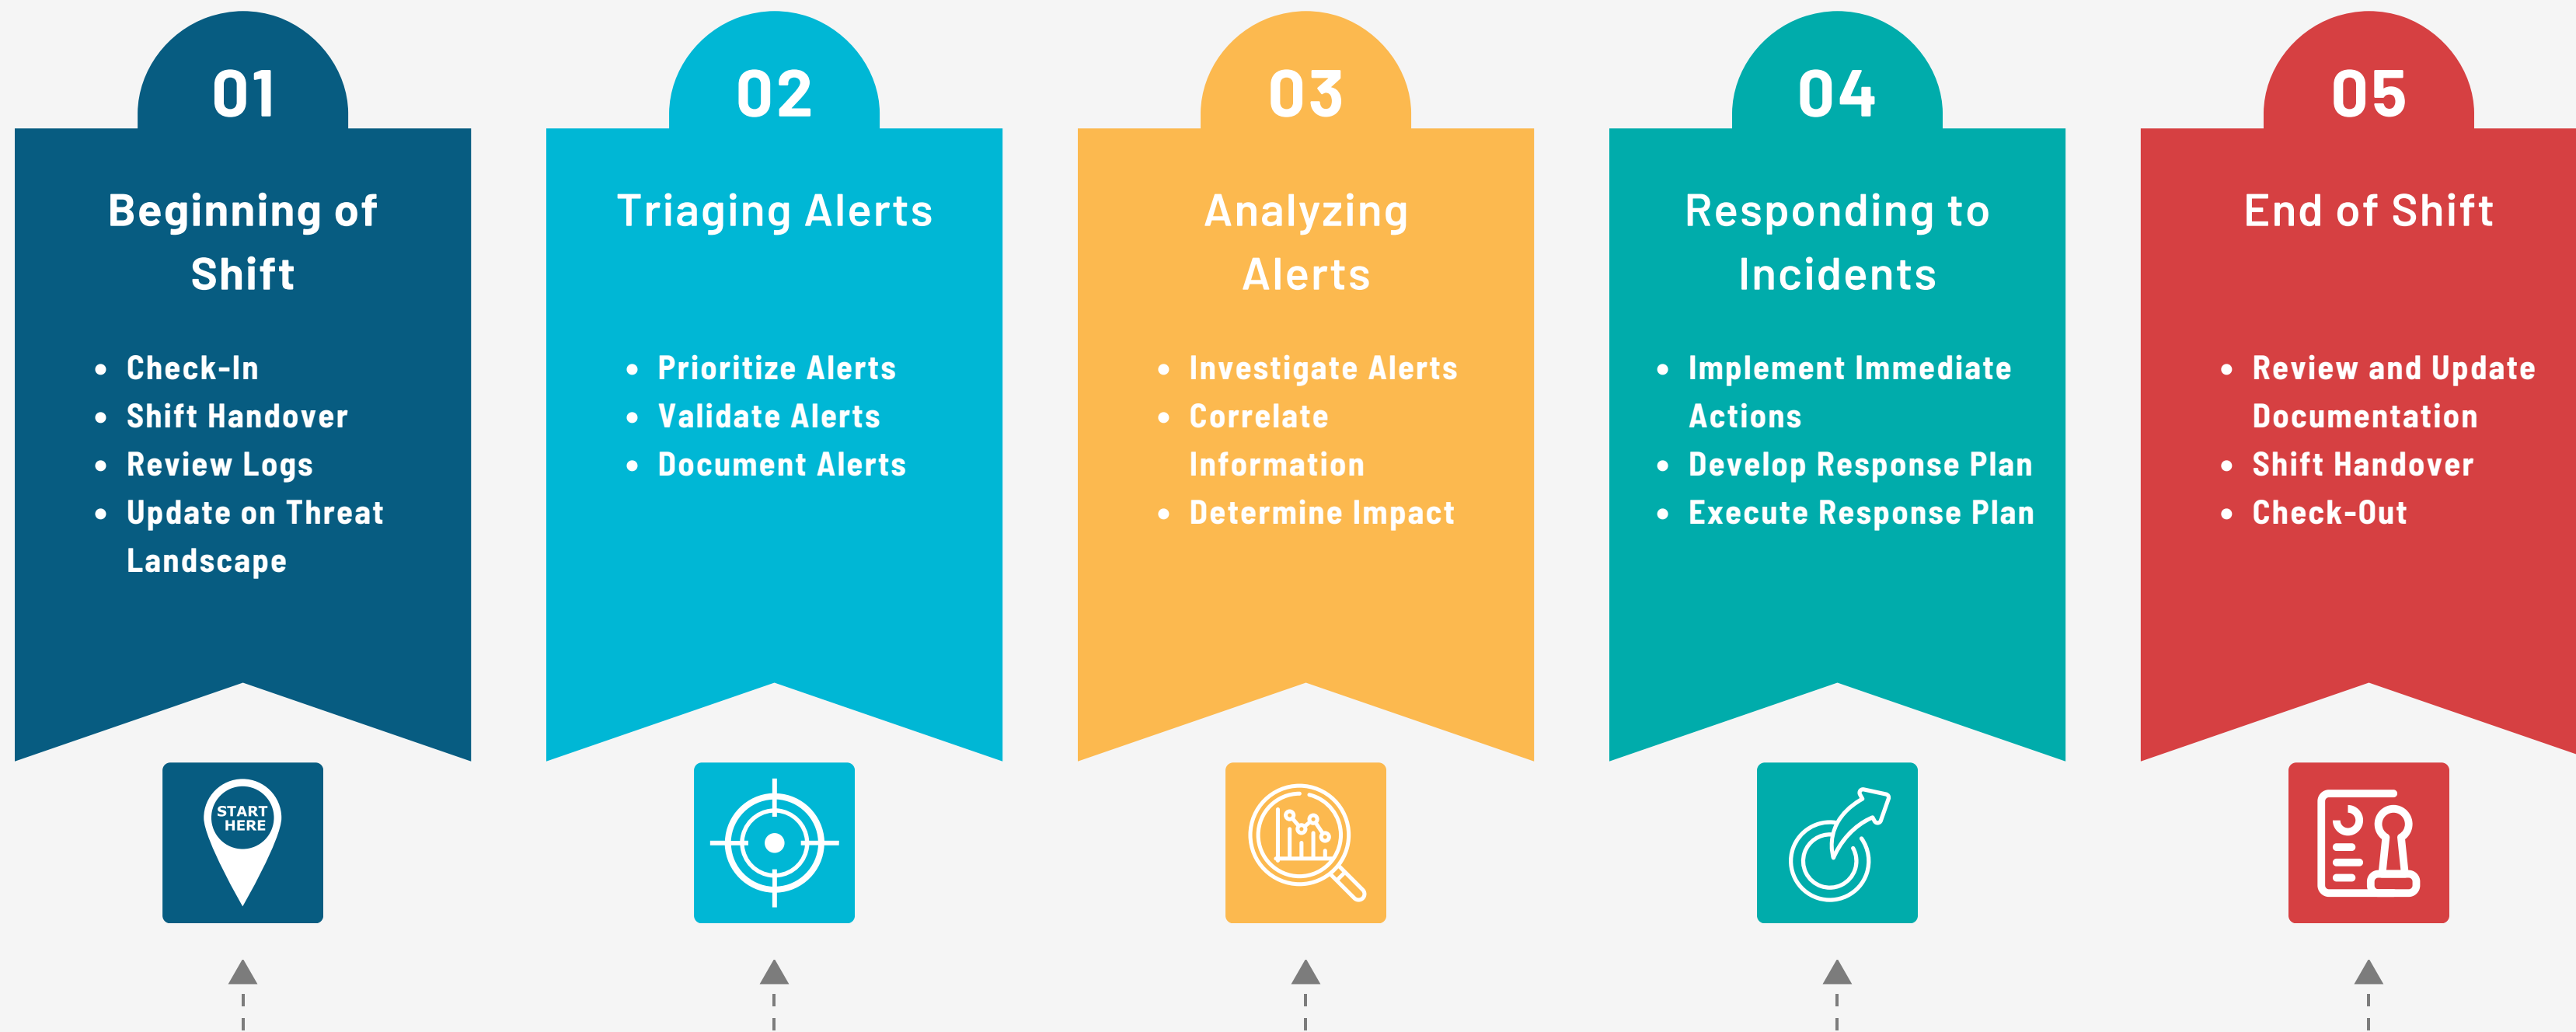 01
Beginning of
Shift
• Check-In
• Shift Handover
• Review Logs
• Update on Threat
Landscape
START
HERE
02
Triaging Alerts
• Prioritize Alerts
• Validate Alerts
• Document Alerts
03
Analyzing
Alerts
• Investigate Alerts
• Correlate
Information
• Determine Impact
04
Responding to
Incidents
• Implement Immediate
Actions
• Develop Response Plan
• Execute Response Plan
05
End of Shift
• Review and Update
Documentation
• Shift Handover
• Check-Out